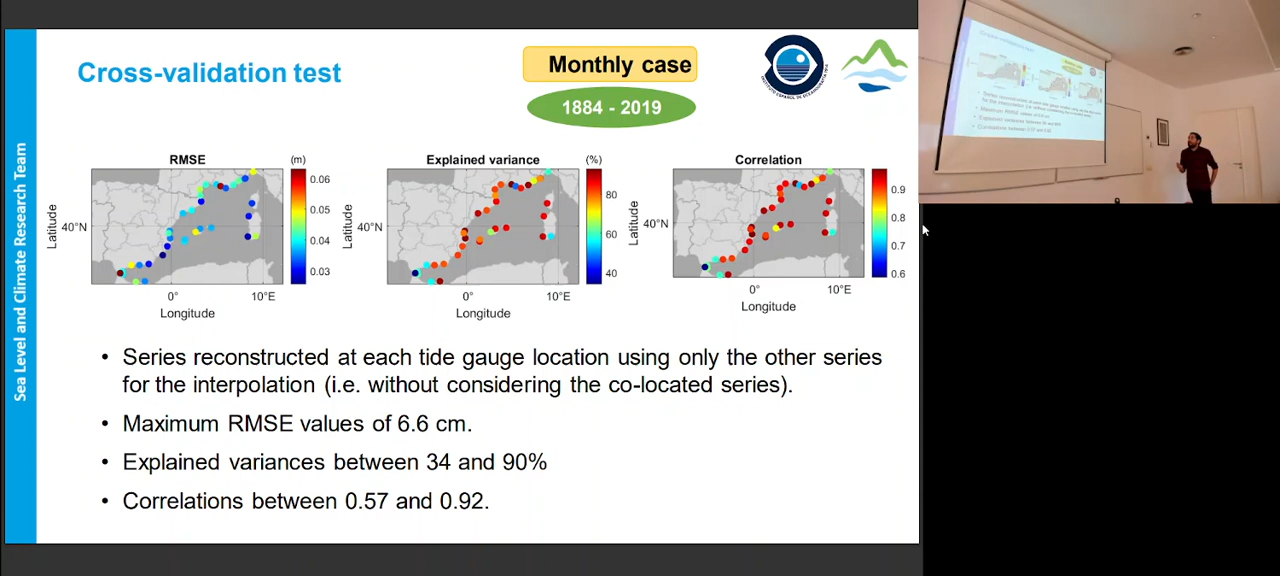 Cross-validation test
Monthly case
1884 - 2019
INSTITUTO ESPAÑOL DE OCEANOGRAFÍA
Sea Level and Climate Research Team
RMSE
(m)
0.06
0.05
0.04
0.03
Latitude
40°N
0°
10°E
Longitude
Explained variance
(%)
80
60
40
Latitude
40°N
0°
10°E
Longitude
Correlation
0.9
0.8
0.7
0.6
Latitude
40°N
0°
10°E
Longitude
• Series reconstructed at each tide gauge location using only the other series
for the interpolation (i.e. without considering the co-located series).
• Maximum RMSE values of 6.6 cm.
• Explained variances between 34 and 90%
• Correlations between 0.57 and 0.92.